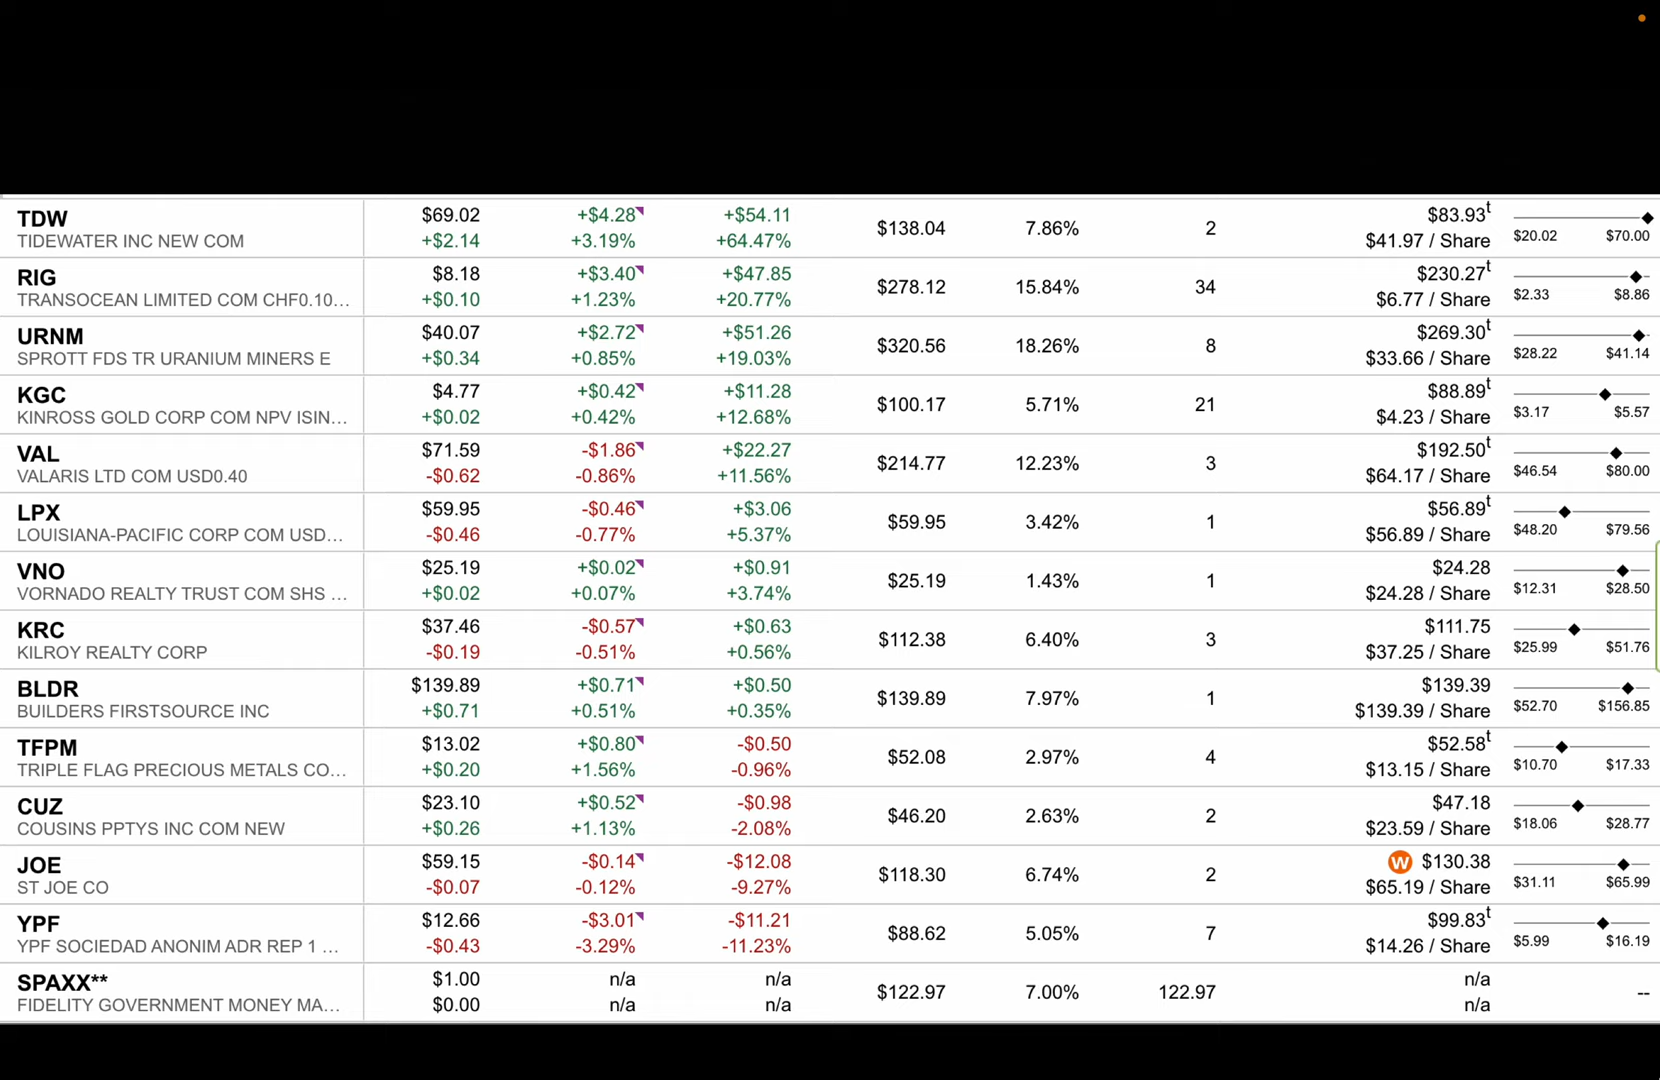 TDW $69.02 +$4.28 +$54.11 $138.04 7.86% 2 $83.93t
TIDEWATER INC NEW COM +$2.14 +3.19% +64.47% $41.97 / Share $20.02 $70.00
RIG $8.18 +$3.40 +$47.85 $278.12 15.84% 34 $230.27t
TRANSOCEAN LIMITED COM CHF0.10... +$0.10 +1.23% +20.77% $6.77 / Share $2.33 $8.86
URNM $40.07 +$2.72 +$51.26 $320.56 18.26% 8 $269.30t
SPROTT FDS TR URANIUM MINERS E +$0.34 +0.85% +19.03% $33.66 / Share $28.22 $41.14
KGC $4.77 +$0.42 +$11.28 $100.17 5.71% 21 $88.89t
KINROSS GOLD CORP COM NPV ISIN... +$0.02 +0.42% +12.68% $4.23 / Share $3.17 $5.57
VAL $71.59 -$1.86 +$22.27 $214.77 12.23% 3 $192.50t
VALARIS LTD COM USD0.40 -$0.62 -0.86% +11.56% $64.17 / Share $46.54 $80.00
LPX $59.95 -$0.46 +$3.06 $59.95 3.42% 1 $56.89t
LOUISIANA-PACIFIC CORP COM USD... -$0.46 -0.77% +5.37% $56.89 / Share $48.20 $79.56
VNO $25.19 +$0.02 +$0.91 $25.19 1.43% 1 $24.28
VORNADO REALTY TRUST COM SHS ... +$0.02 +0.07% +3.74% $24.28 / Share $12.31 $28.50
KRC $37.46 -$0.57 +$0.63 $112.38 6.40% 3 $111.75
KILROY REALTY CORP -$0.19 -0.51% +0.56% $37.25 / Share $25.99 $51.76
BLDR $139.89 +$0.71 +$0.50 $139.89 7.97% 1 $139.39
BUILDERS FIRSTSOURCE INC +$0.71 +0.51% +0.35% $139.39 / Share $52.70 $156.85
TFPM $13.02 +$0.80 -$0.50 $52.08 2.97% 4 $52.58t
TRIPLE FLAG PRECIOUS METALS CO... +$0.20 +1.56% -0.96% $13.15 / Share $10.70 $17.33
CUZ $23.10 +$0.52 -$0.98 $46.20 2.63% 2 $47.18
COUSINS PPTYS INC COM NEW +$0.26 +1.13% -2.08% $23.59 / Share $18.06 $28.77
JOE $59.15 -$0.14 -$12.08 $118.30 6.74% 2 W $130.38
ST JOE CO -$0.07 -0.12% -9.27% $65.19 / Share $31.11 $65.99
YPF $12.66 -$3.01 -$11.21 $88.62 5.05% 7 $99.83t
YPF SOCIEDAD ANONIM ADR REP 1 ... -$0.43 -3.29% -11.23% $14.26 / Share $5.99 $16.19
SPAXX** $1.00 n/a n/a $122.97 7.00% 122.97 n/a --
FIDELITY GOVERNMENT MONEY MA... $0.00 n/a n/a n/a